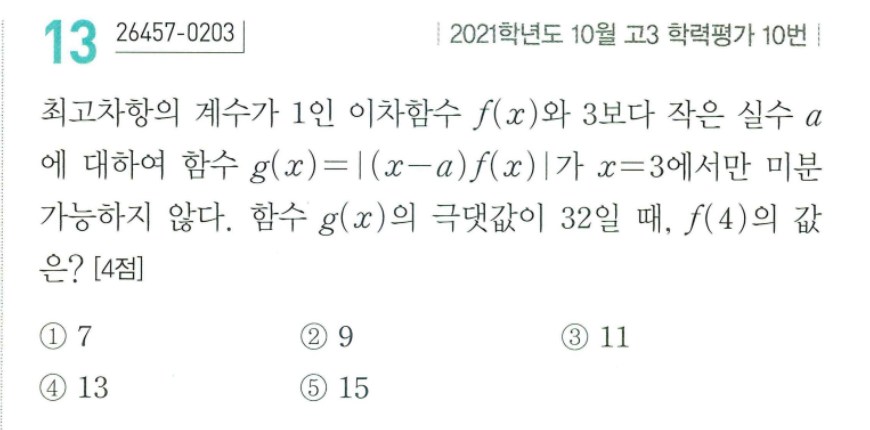 13 26457-0203 | 2021학년도 10월 고3 학력평가 10번 |
최고차항의 계수가 1인 이차함수 f(x)와 3보다 작은 실수 a
에 대하여 함수 g(x)=|(x-a)f(x)|가 x=3에서만 미분
가능하지 않다. 함수 g(x)의 극댓값이 32일 때, f(4)의 값
은? [4점]
① 7 ② 9 ③ 11
④ 13 ⑤ 15